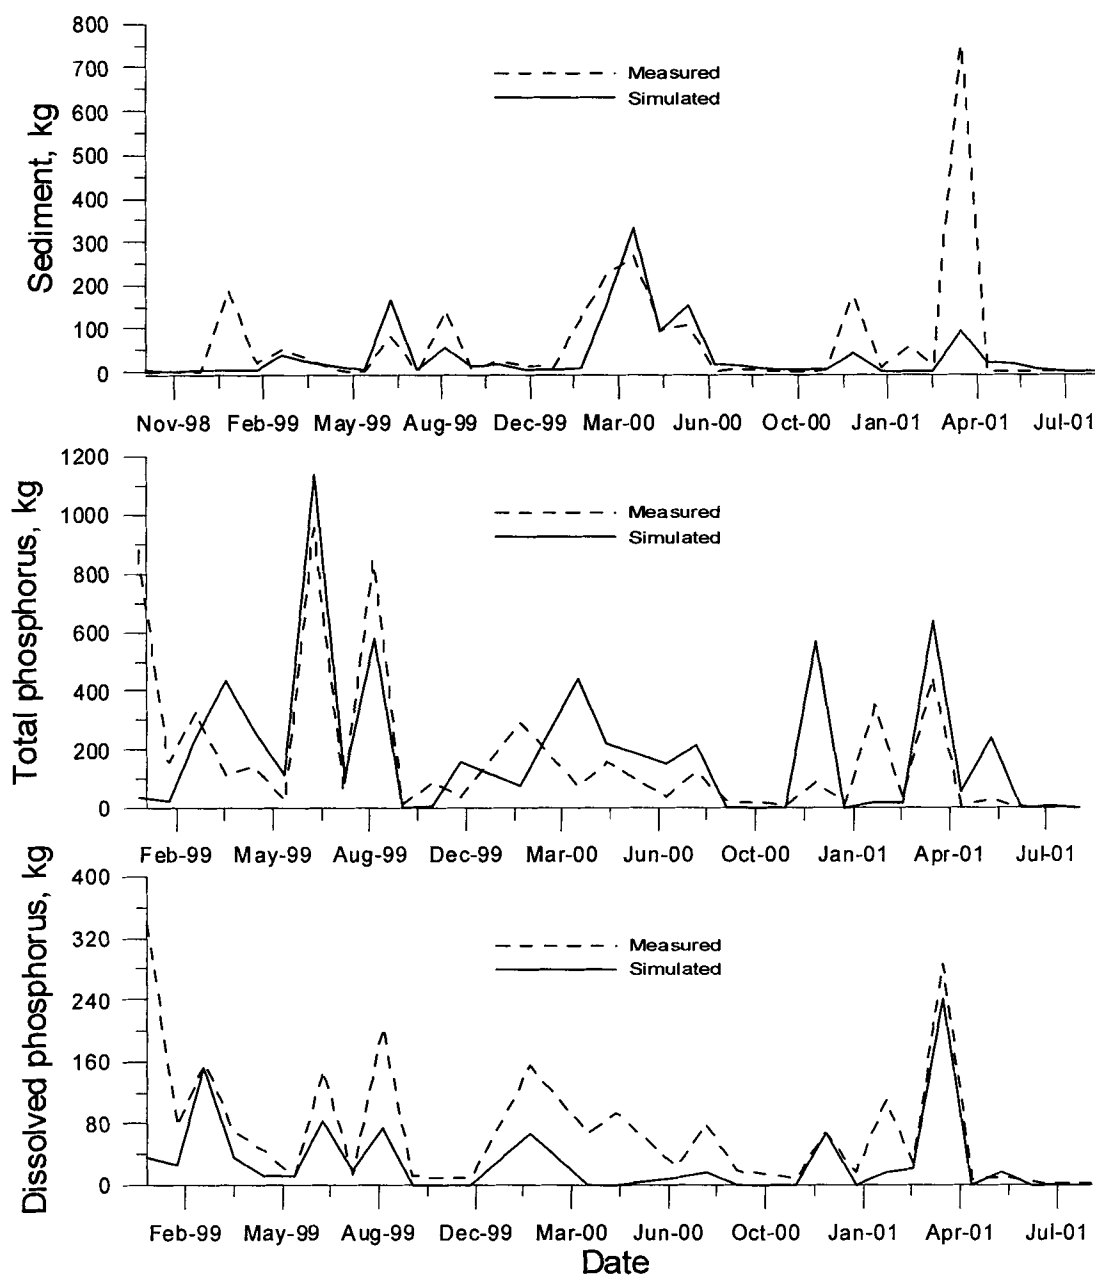 Sediment, kg
800
700
600
500
400
300
200
100
0
Measured
Simulated
Nov-98 Feb-99 May-99 Aug-99 Dec-99 Mar-00 Jun-00 Oct-00 Jan-01 Apr-01 Jul-01
Total phosphorus, kg
1200
1000
800
600
400
200
0
Measured
Simulated
Feb-99 May-99 Aug-99 Dec-99 Mar-00 Jun-00 Oct-00 Jan-01 Apr-01 Jul-01
Dissolved phosphorus, kg
400
320
240
160
80
0
Measured
Simulated
Feb-99 May-99 Aug-99 Dec-99 Mar-00 Jun-00 Oct-00 Jan-01 Apr-01 Jul-01
Date